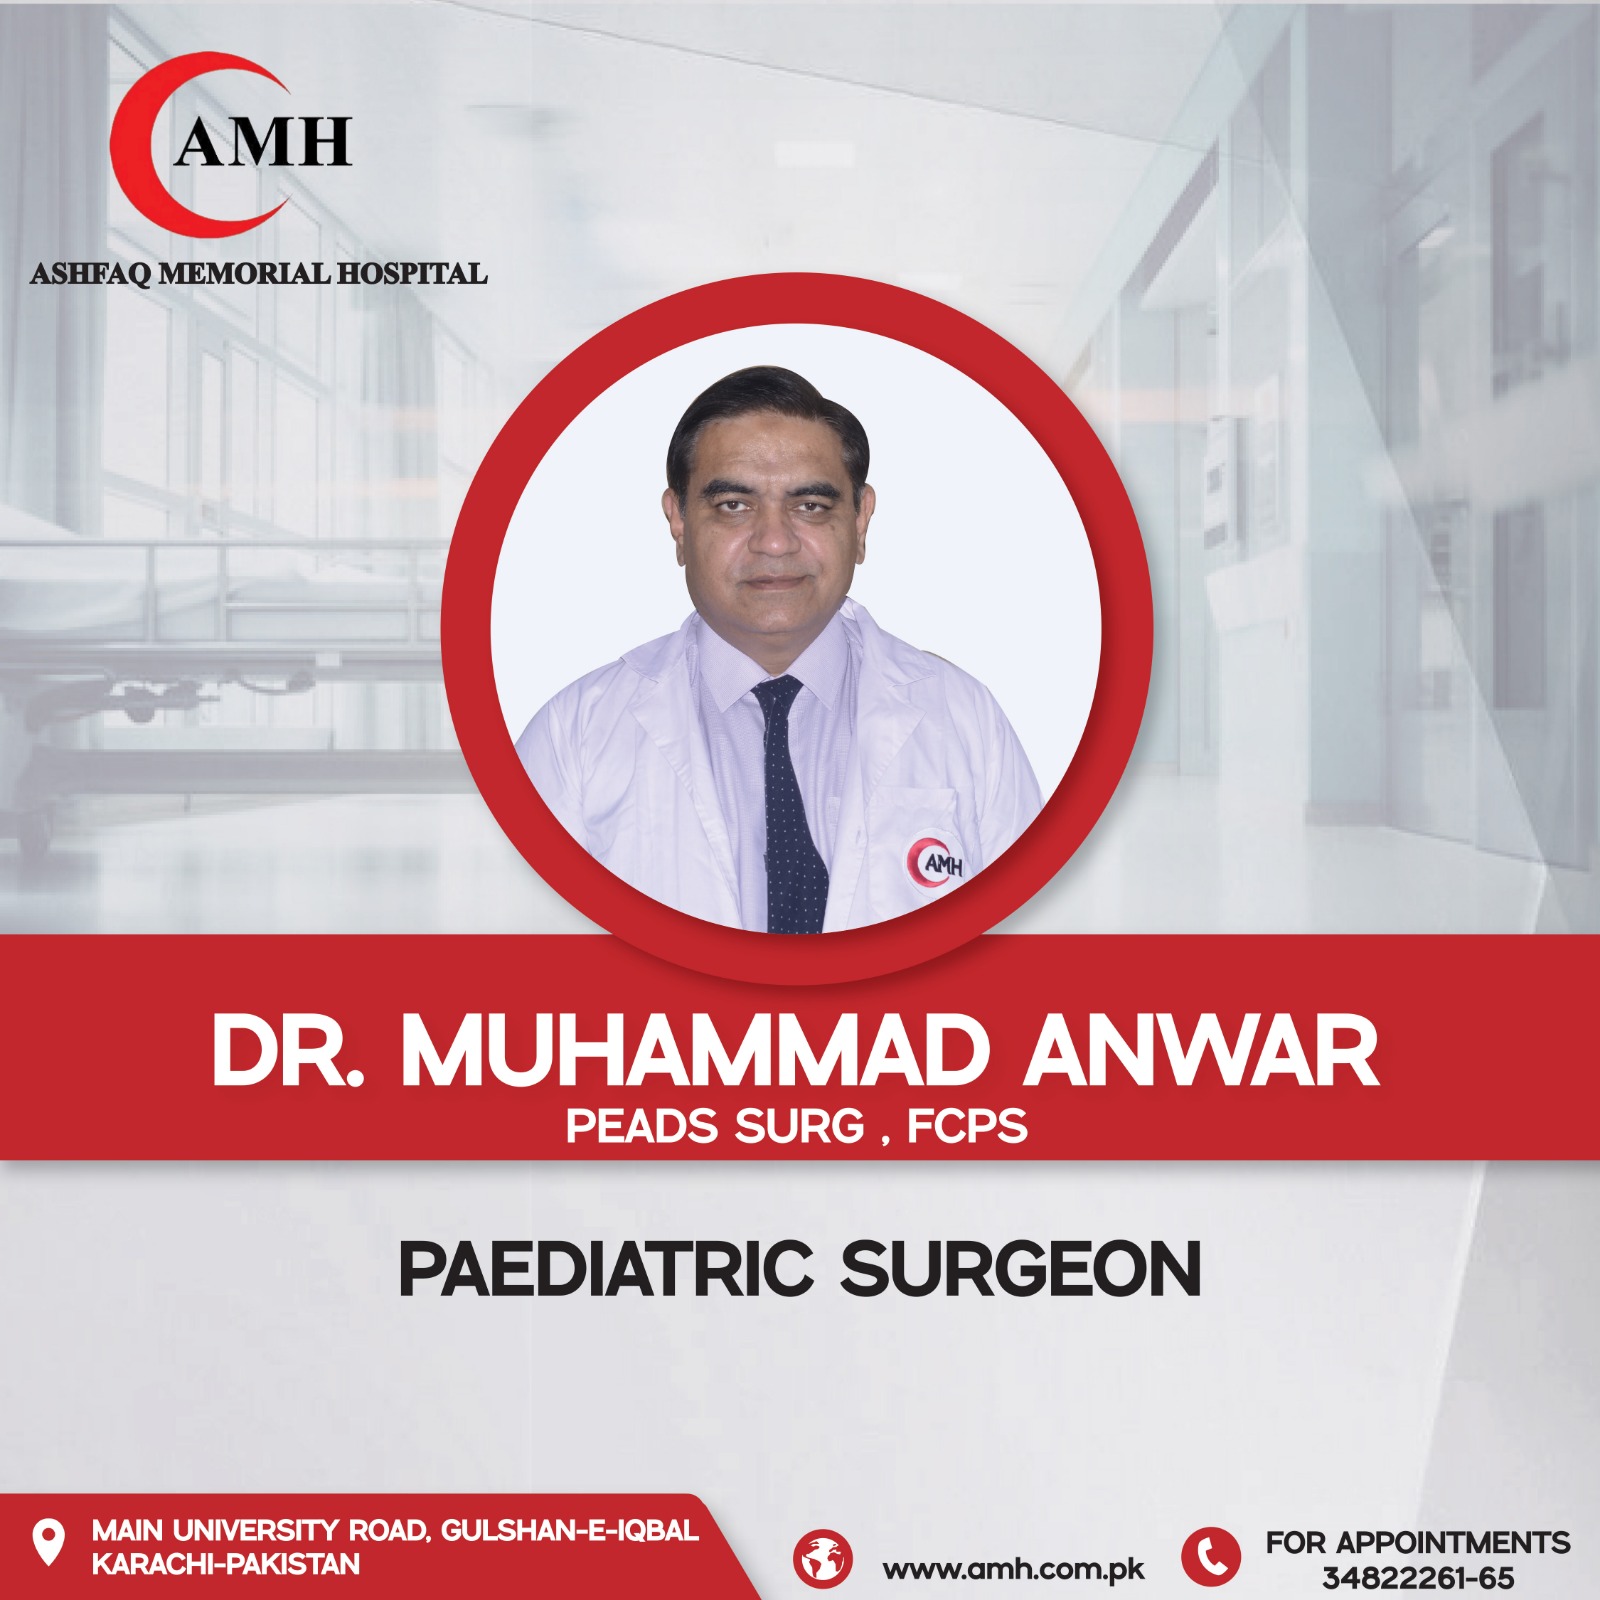 AMH
ASHFAQ MEMORIAL HOSPITAL
AMH
DR. MUHAMMAD ANWAR
PEADS SURG , FCPS
PAEDIATRIC SURGEON
MAIN UNIVERSITY ROAD, GULSHAN-E-IQBAL
KARACHI-PAKISTAN
www.amh.com.pk
FOR APPOINTMENTS
34822261-65